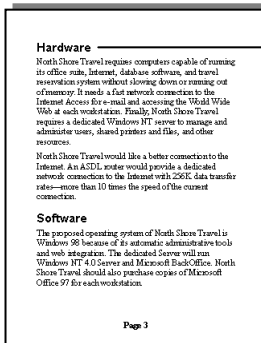 Hardware
North Shore Travel requires computers capable of running
its office suite, Internet, database software, and travel
reservation system without slowing down or running out
of memory. It needs a fast network connection to the
Internet Access for e-mail and accessing the World Wide
Web at each workstation. Finally, North Shore Travel
requires a dedicated Windows NT server to manage and
administer users, shared printers and files, and other
resources.
North Shore Travel would like a better connection to the
Internet. An ASDL router would provide a dedicated
network connection to the Internet with 256K data transfer
rates—more than 10 times the speed of the current
connection.
Software
The proposed operating system of North Shore Travel is
Windows 98 because of its automatic administrative tools
and web integration. The dedicated Server will run
Windows NT 4.0 Server and Microsoft BackOffice. North
Shore Travel should also purchase copies of Microsoft
Office 97 for each workstation.
Page 3